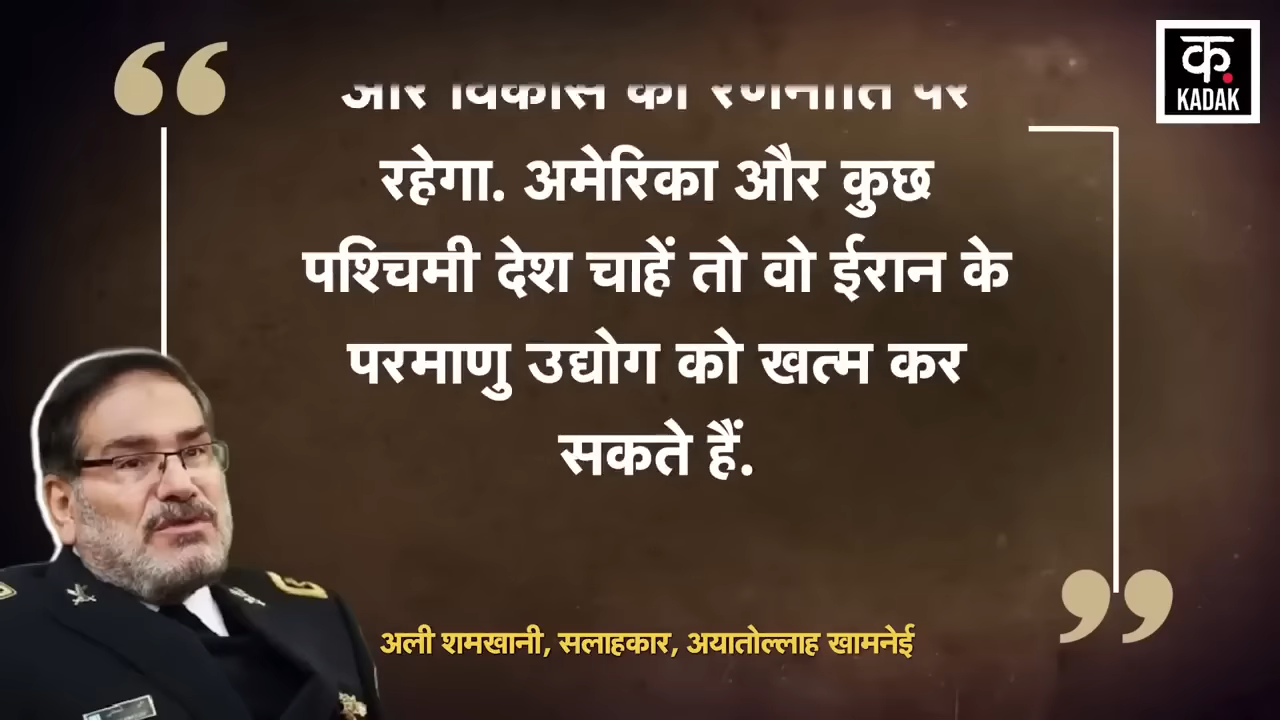 क
KADAK
और विकास की रणनीति पर
रहेगा. अमेरिका और कुछ
पश्चिमी देश चाहें तो वो ईरान के
परमाणु उद्योग को खत्म कर
सकते हैं.
अली शमखानी, सलाहकार, अयातोल्लाह खामनेई